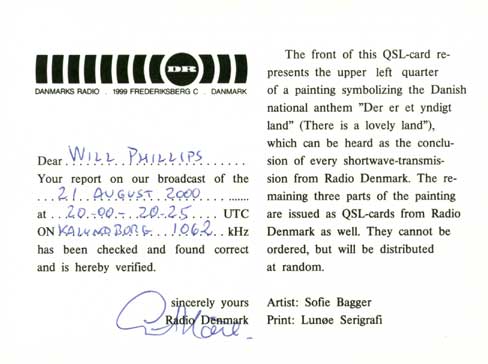 DR
DANMARKS RADIO . 1999 FREDERIKSBERG C . DANMARK
Dear WILL PHILLIPS
Your report on our broadcast of the
21 AUGUST 2000
at 20.00 - 20.25 UTC
ON KALUNDBORG 1062 kHz
has been checked and found correct
and is hereby verified.
sincerely yours
Radio Denmark
The front of this QSL-card re-
presents the upper left quarter
of a painting symbolizing the Danish
national anthem "Der er et yndigt
land" (There is a lovely land"),
which can be heard as the conclu-
sion of every shortwave-transmis-
sion from Radio Denmark. The re-
maining three parts of the painting
are issued as QSL-cards from Radio
Denmark as well. They cannot be
ordered, but will be distributed
at random.
Artist: Sofie Bagger
Print: Lunøe Serigrafi